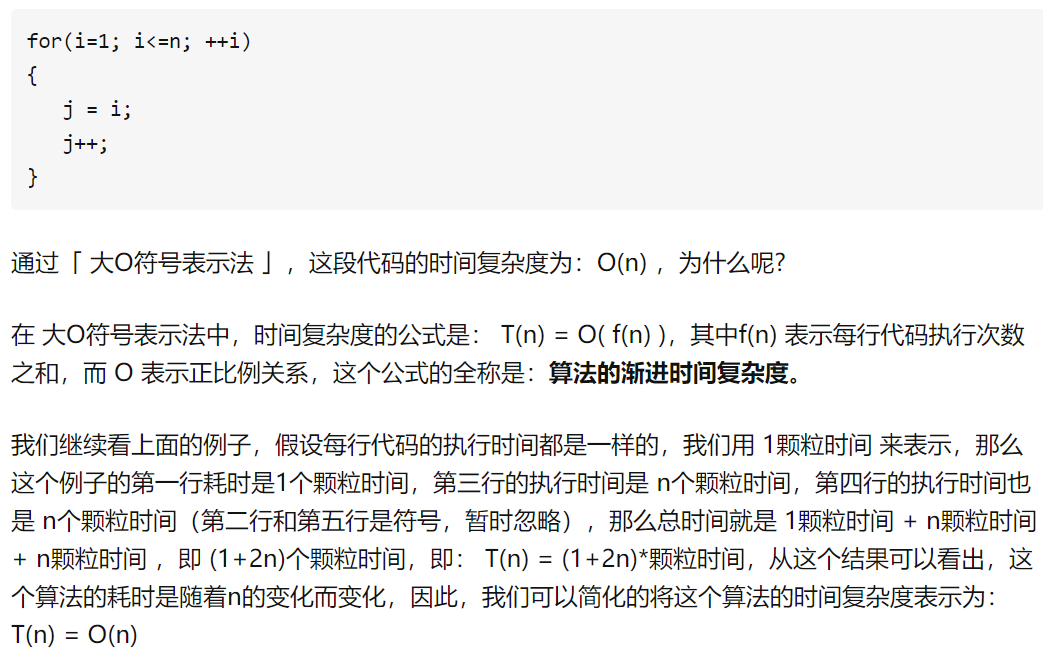 for(i=1; i<=n; ++i)
{
   j = i;
   j++;
}
通过「 大O符号表示法 」，这段代码的时间复杂度为：O(n) ，为什么呢?
在 大O符号表示法中，时间复杂度的公式是： T(n) = O( f(n) )，其中f(n) 表示每行代码执行次数
之和，而 O 表示正比例关系，这个公式的全称是：算法的渐进时间复杂度。
我们继续看上面的例子，假设每行代码的执行时间都是一样的，我们用 1颗粒时间 来表示，那么
这个例子的第一行耗时是1个颗粒时间，第三行的执行时间是 n个颗粒时间，第四行的执行时间也
是 n个颗粒时间（第二行和第五行是符号，暂时忽略），那么总时间就是 1颗粒时间 + n颗粒时间
+ n颗粒时间 ，即 (1+2n)个颗粒时间，即： T(n) = (1+2n)*颗粒时间，从这个结果可以看出，这
个算法的耗时是随着n的变化而变化，因此，我们可以简化的将这个算法的时间复杂度表示为：
T(n) = O(n)